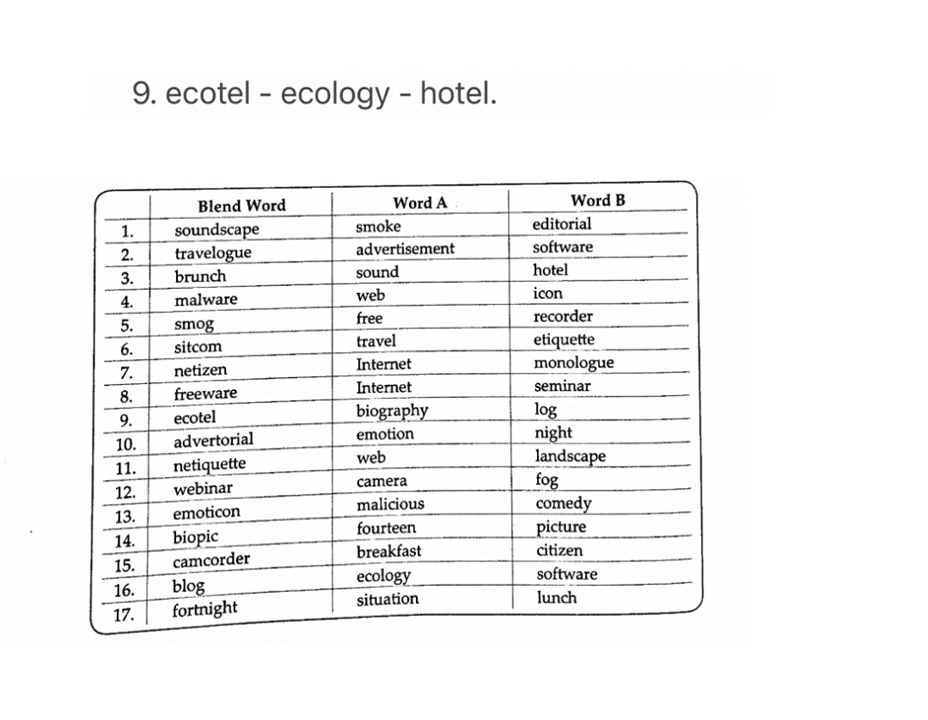 9. ecotel - ecology - hotel.
Blend Word Word A Word B
1. soundscape smoke editorial
2. travelogue advertisement software
3. brunch sound hotel
4. malware web icon
5. smog free recorder
6. sitcom travel etiquette
7. netizen Internet monologue
8. freeware Internet seminar
9. ecotel biography log
10. advertorial emotion night
11. netiquette web landscape
12. webinar camera fog
13. emoticon malicious comedy
14. biopic fourteen picture
15. camcorder breakfast citizen
16. blog ecology software
17. fortnight situation lunch